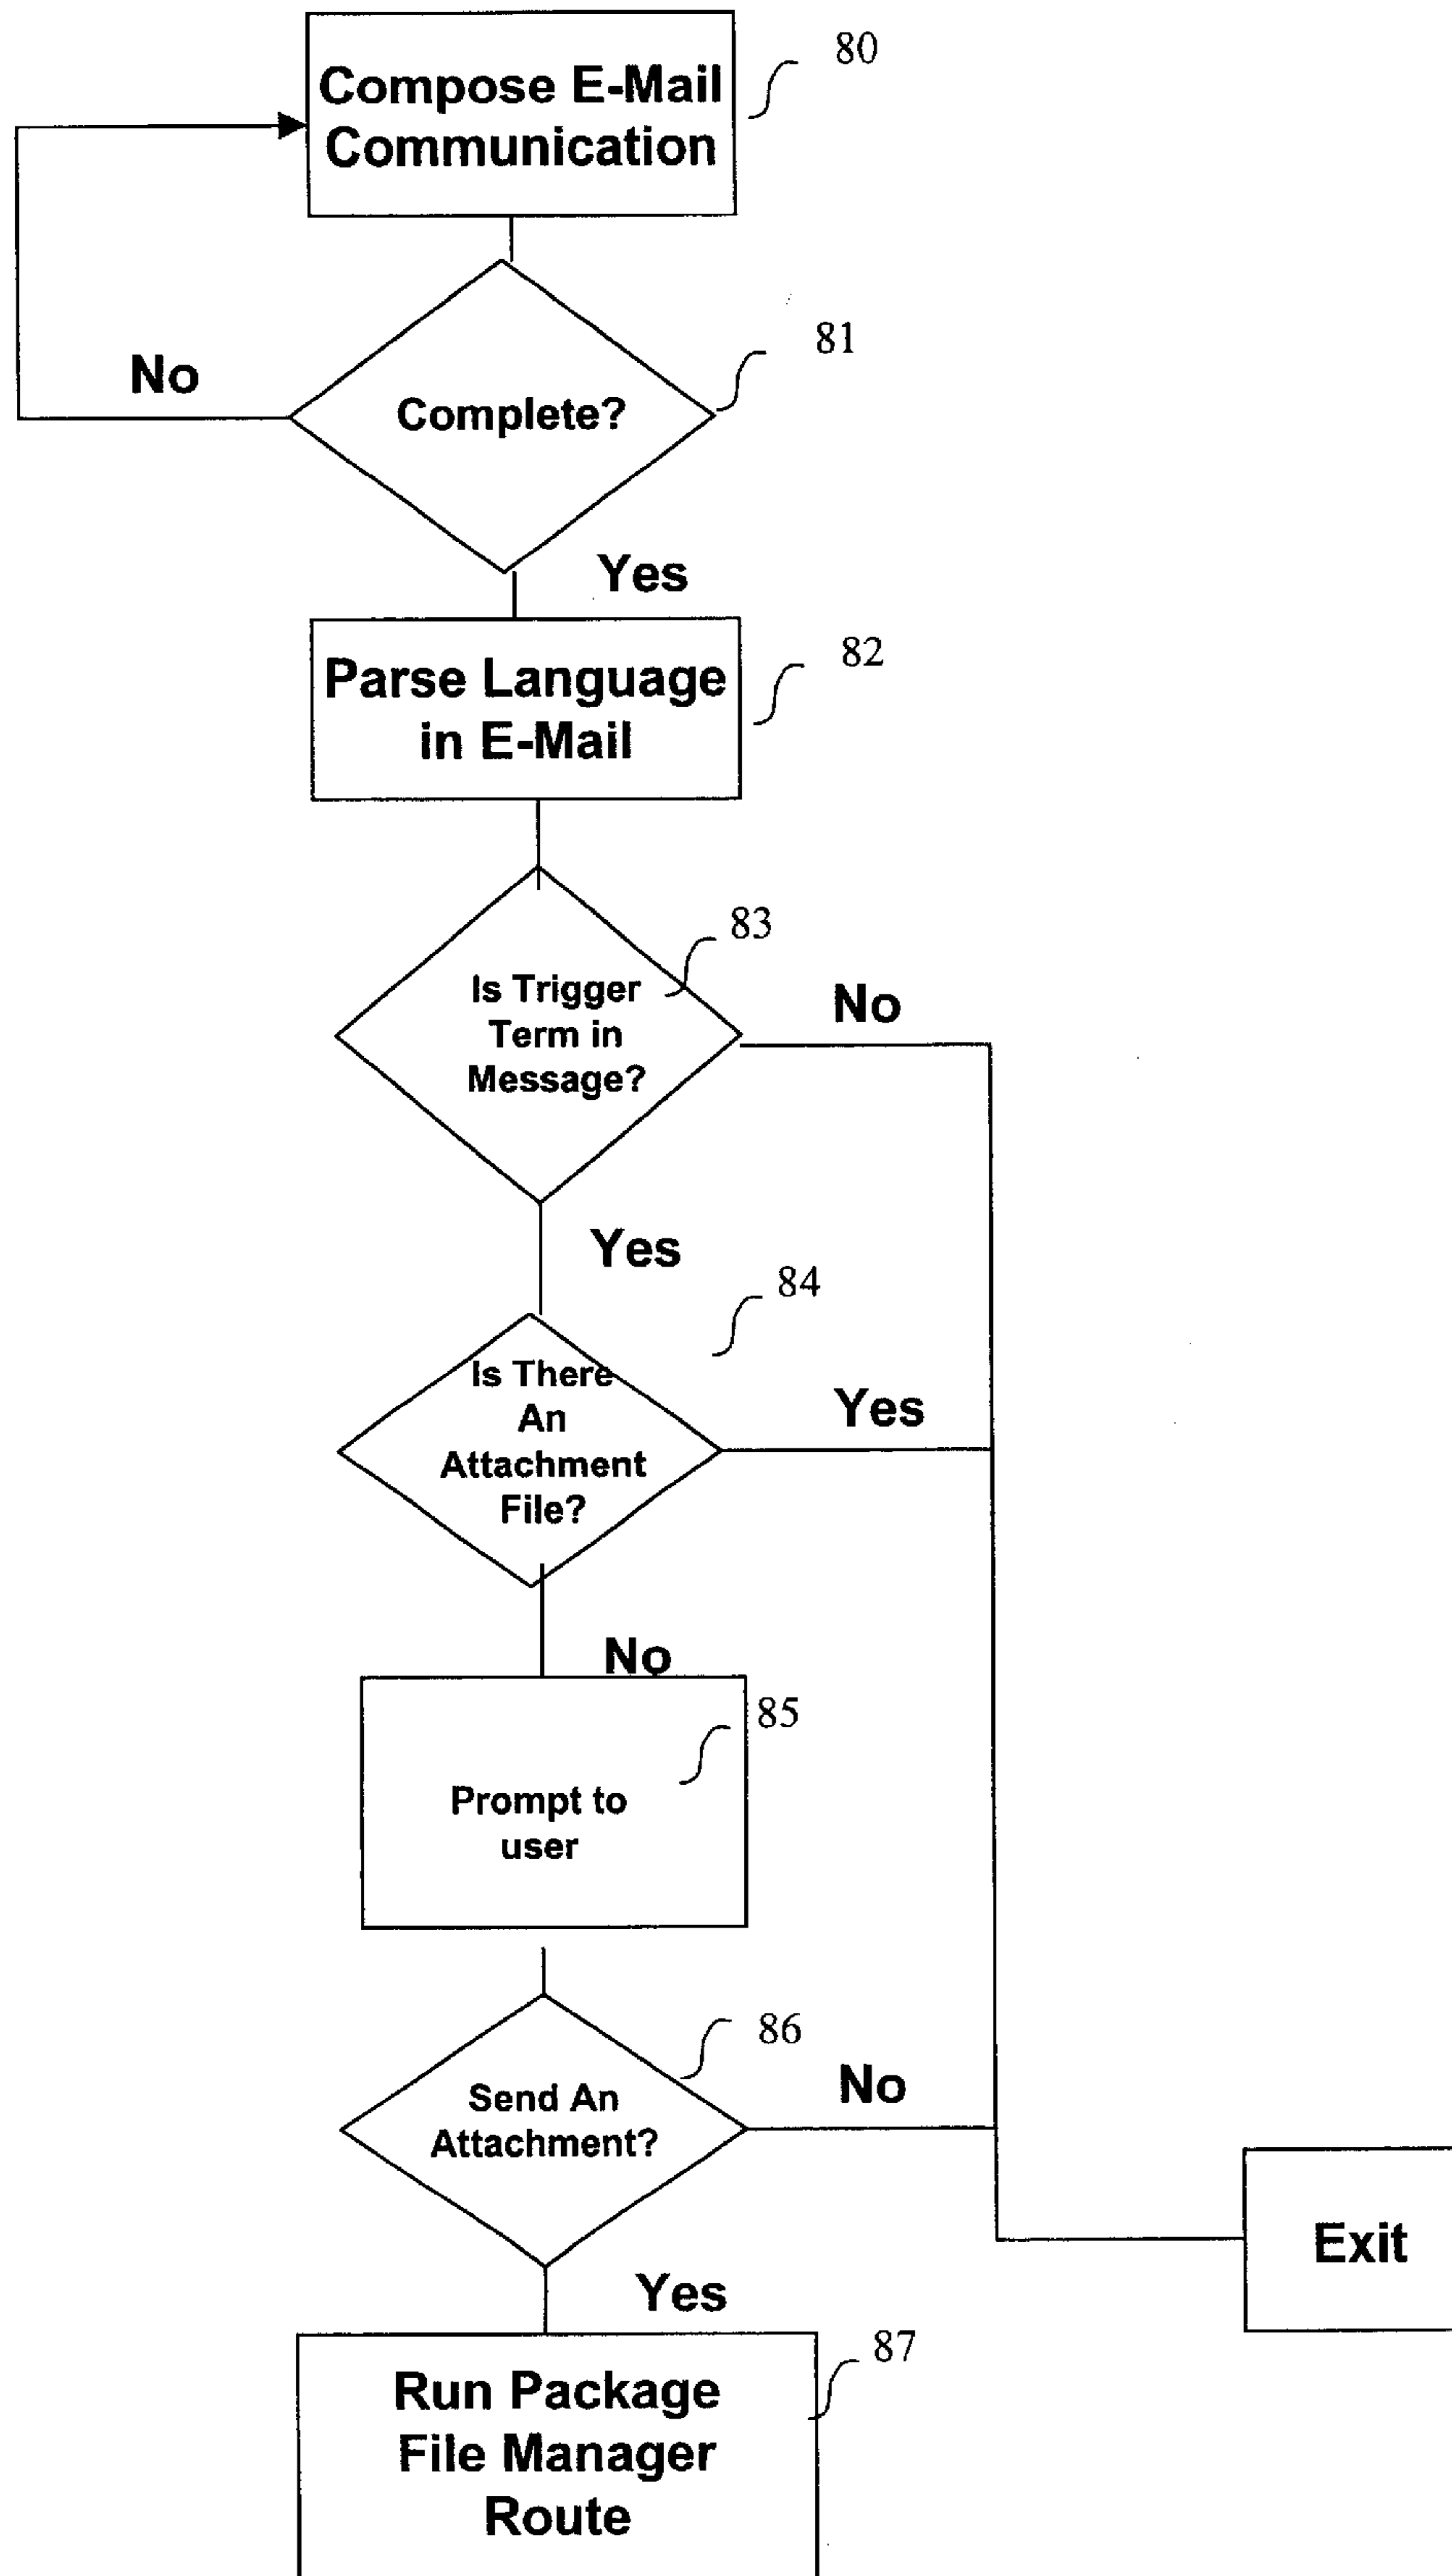 Compose E-Mail
Communication
80
Complete?
81
No
Yes
Parse Language
in E-Mail
82
Is Trigger
Term in
Message?
83
No
Yes
84
Is There
An
Attachment
File?
Yes
No
85
Prompt to
user
86
Send An
Attachment?
No
Exit
Yes
87
Run Package
File Manager
Route